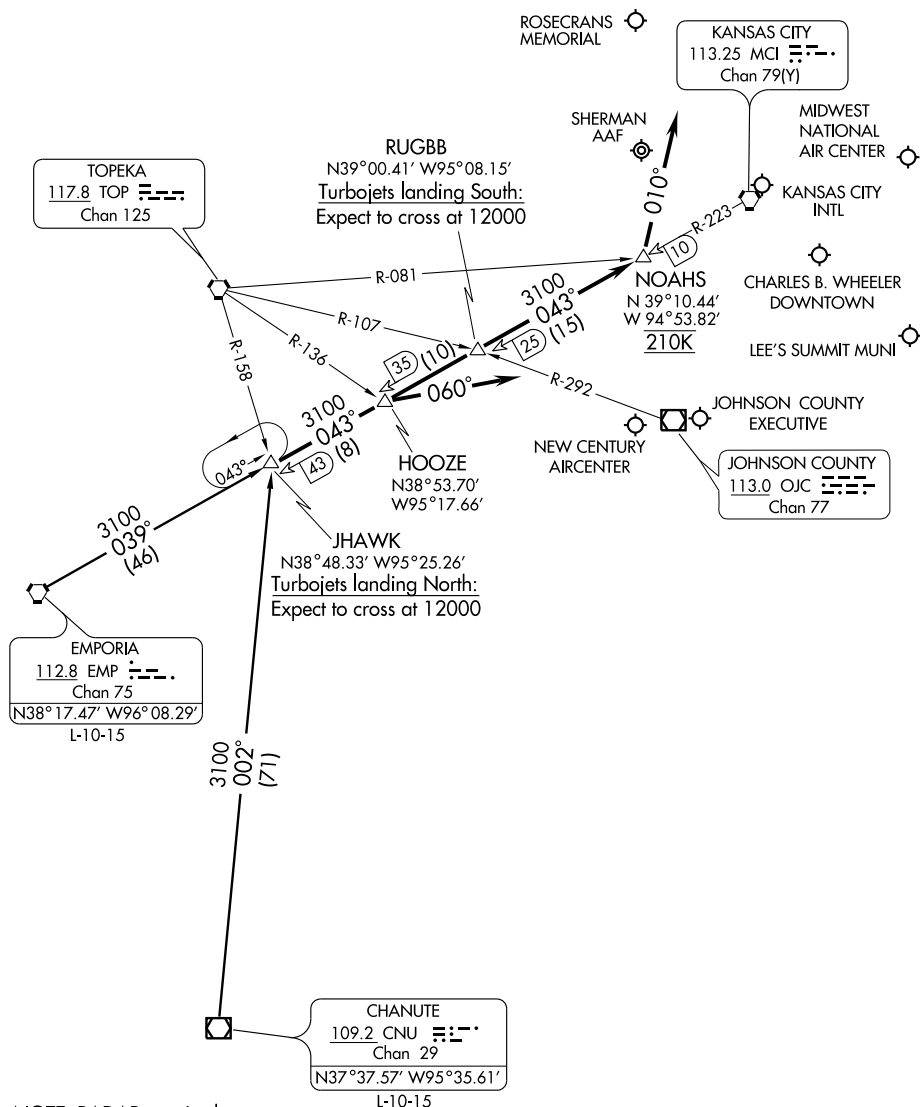 ROSECRANS
MEMORIAL
KANSAS CITY
113.25 MCI
Chan 79(Y)
SHERMAN
AAF
MIDWEST
NATIONAL
AIR CENTER
RUGBB
N39°00.41' W95°08.15'
Turbojets landing South:
Expect to cross at 12000
TOPEKA
117.8 TOP
Chan 125
010°
KANSAS CITY
INTL
R-223
10
R-081
NOAHS
N 39°10.44'
W 94°53.82'
210K
CHARLES B. WHEELER
DOWNTOWN
3100
043°
(15)
25
R-107
R-136
R-158
35
(10)
LEE'S SUMMIT MUNI
060°
R-292
3100
043°
(8)
JOHNSON COUNTY
EXECUTIVE
NEW CENTURY
AIRCENTER
HOOZE
N38°53.70'
W95°17.66'
043°
43
JOHNSON COUNTY
113.0 OJC
Chan 77
3100
039°
(46)
JHAWK
N38°48.33' W95°25.26'
Turbojets landing North:
Expect to cross at 12000
EMPORIA
112.8 EMP
Chan 75
N38°17.47' W96°08.29'
L-10-15
3100
002°
(71)
CHANUTE
109.2 CNU
Chan 29
N37°37.57' W95°35.61'
L-10-15